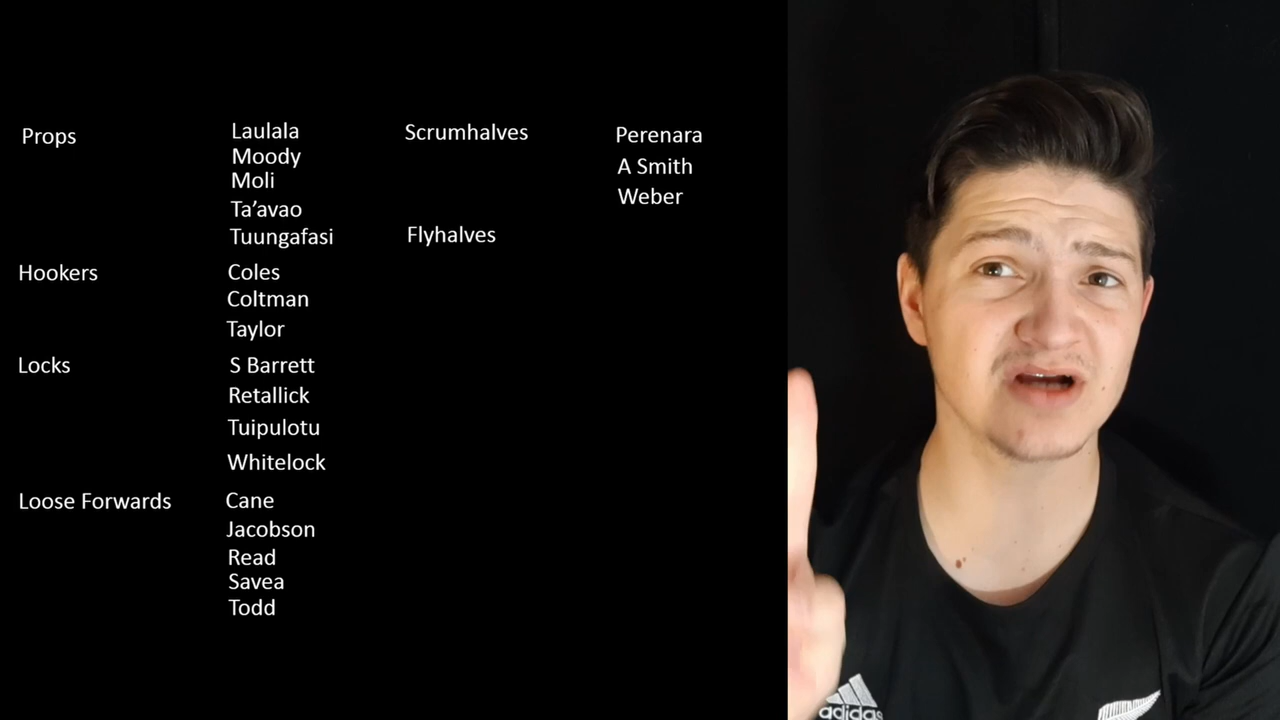 Props
Laulala
Moody
Moli
Ta’avao
Tuungafasi
Hookers
Coles
Coltman
Taylor
Locks
S Barrett
Retallick
Tuipulotu
Whitelock
Loose Forwards
Cane
Jacobson
Read
Savea
Todd
Scrumhalves
Perenara
A Smith
Weber
Flyhalves
adidas